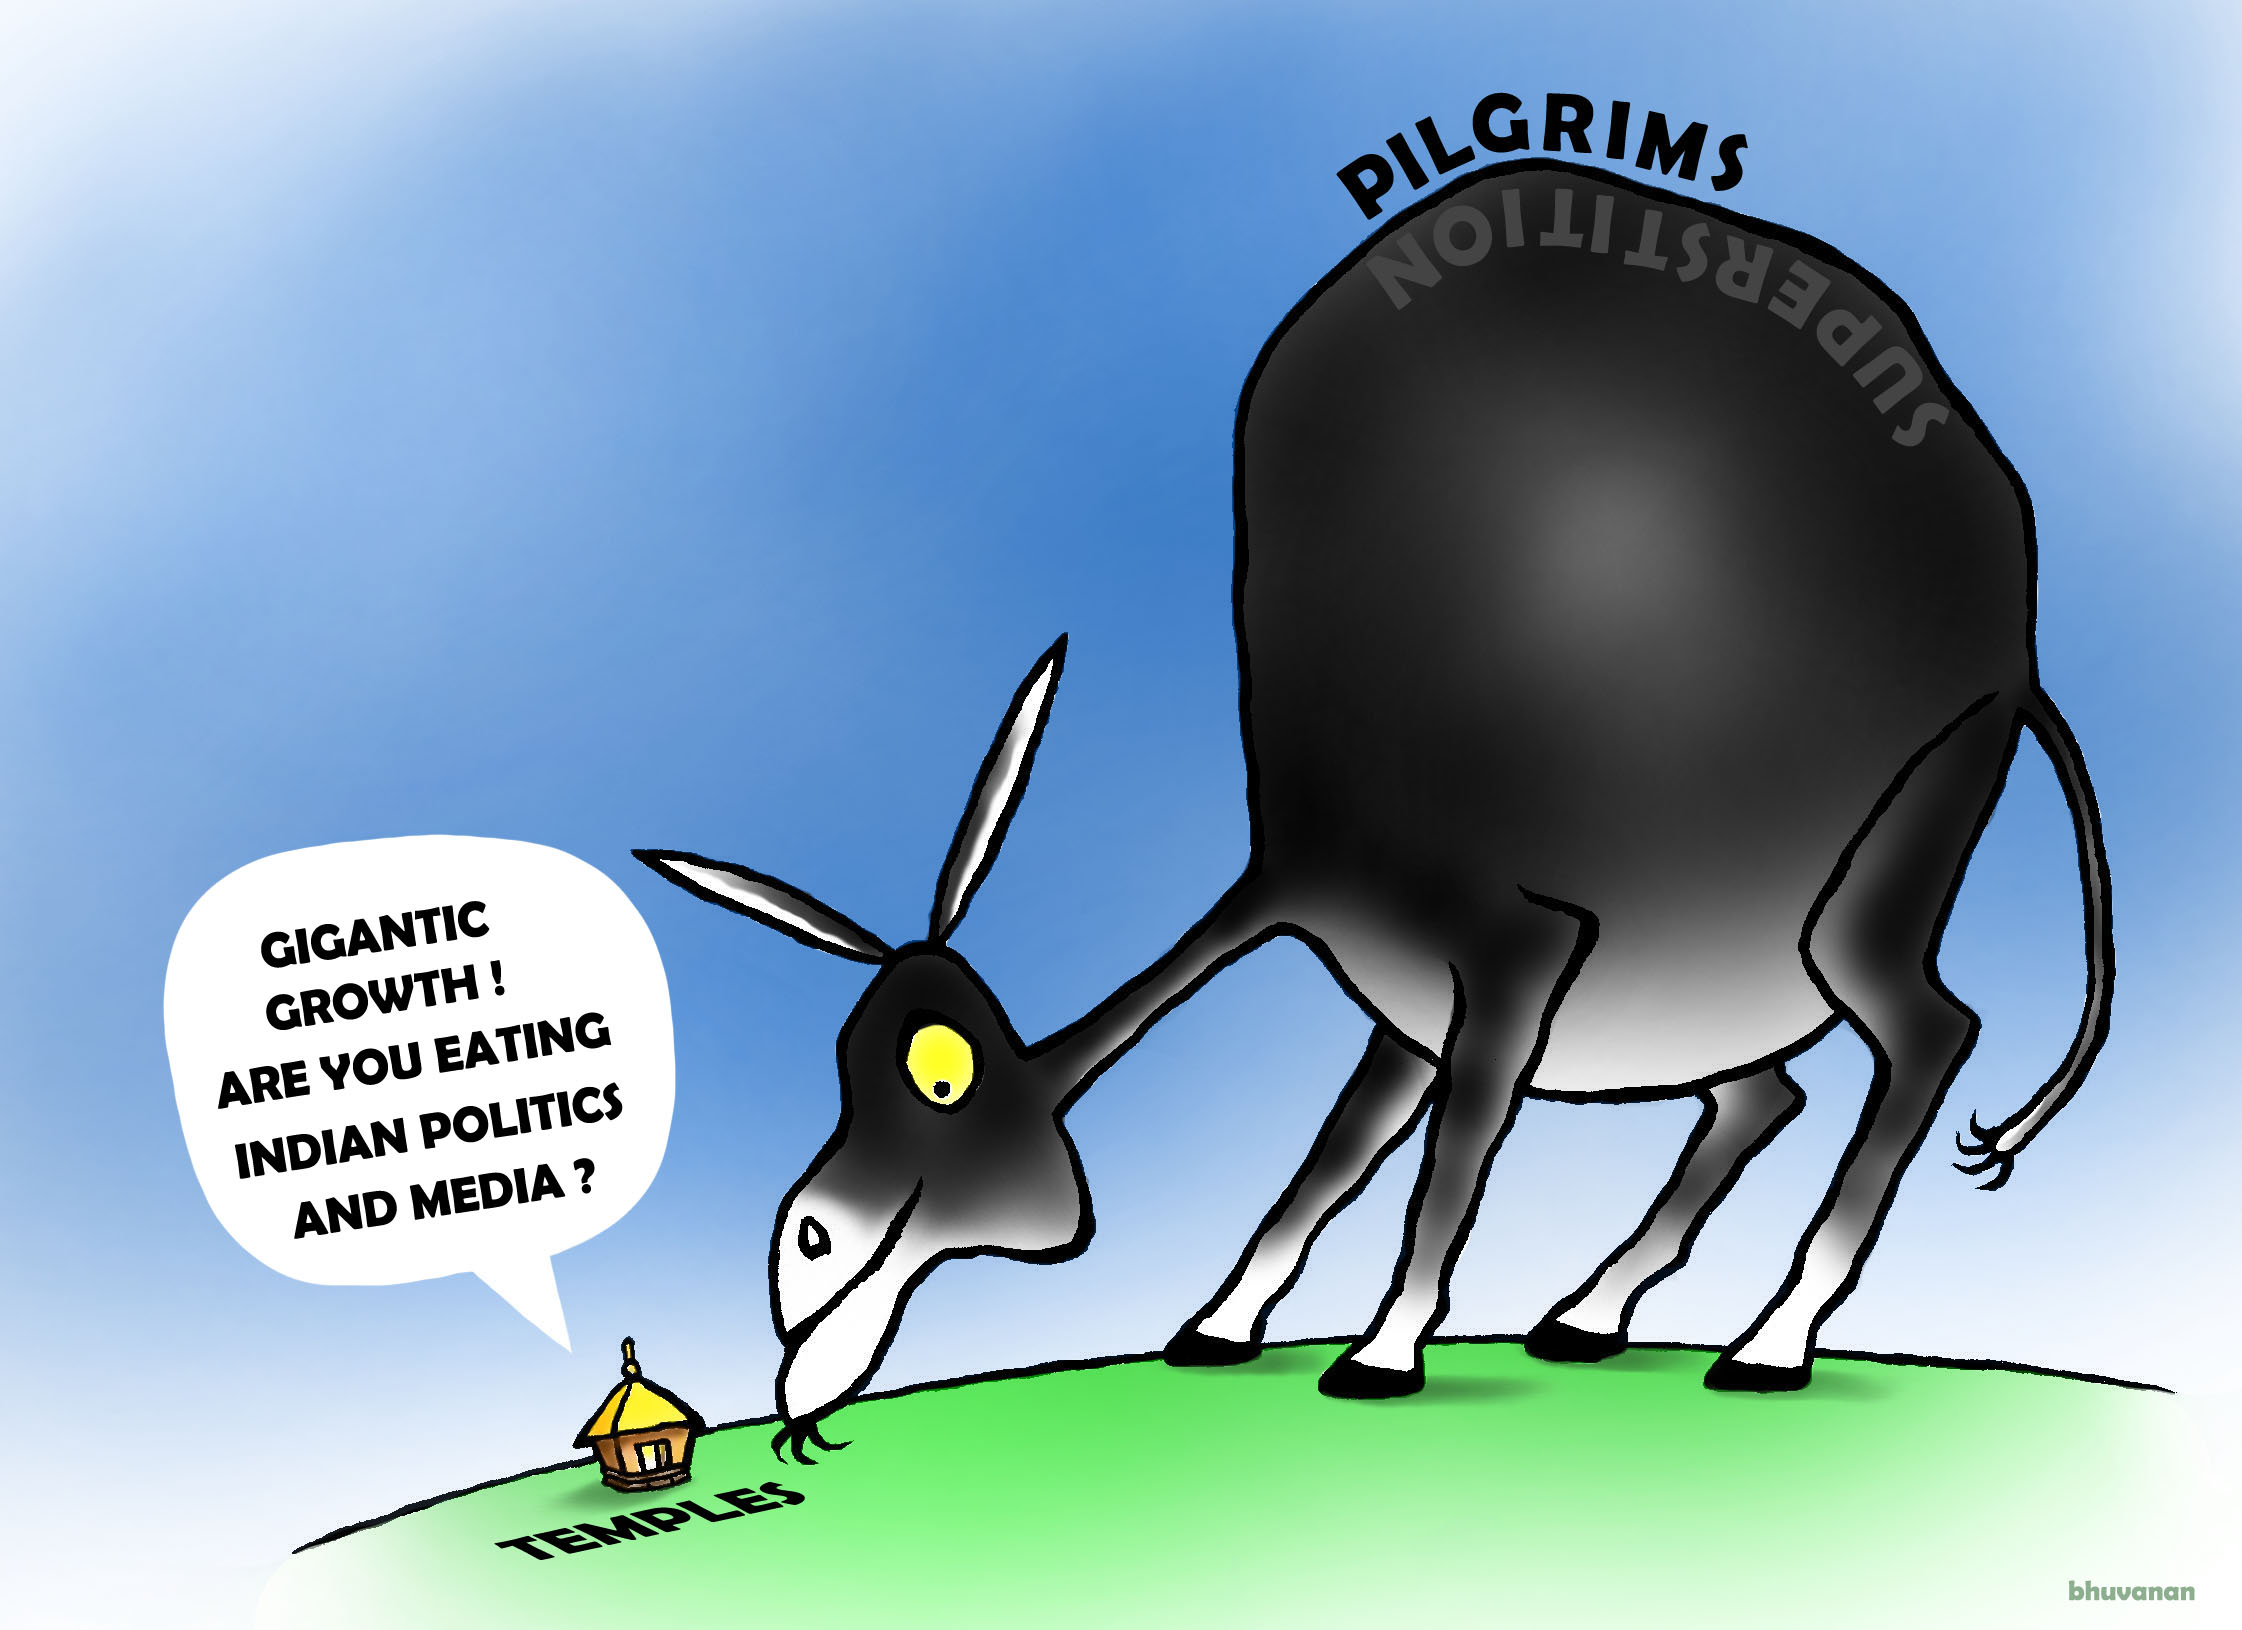 PILGRIMS
SUPERSTITION
GIGANTIC
GROWTH !
ARE YOU EATING
INDIAN POLITICS
AND MEDIA ?
TEMPLES
bhuvanan